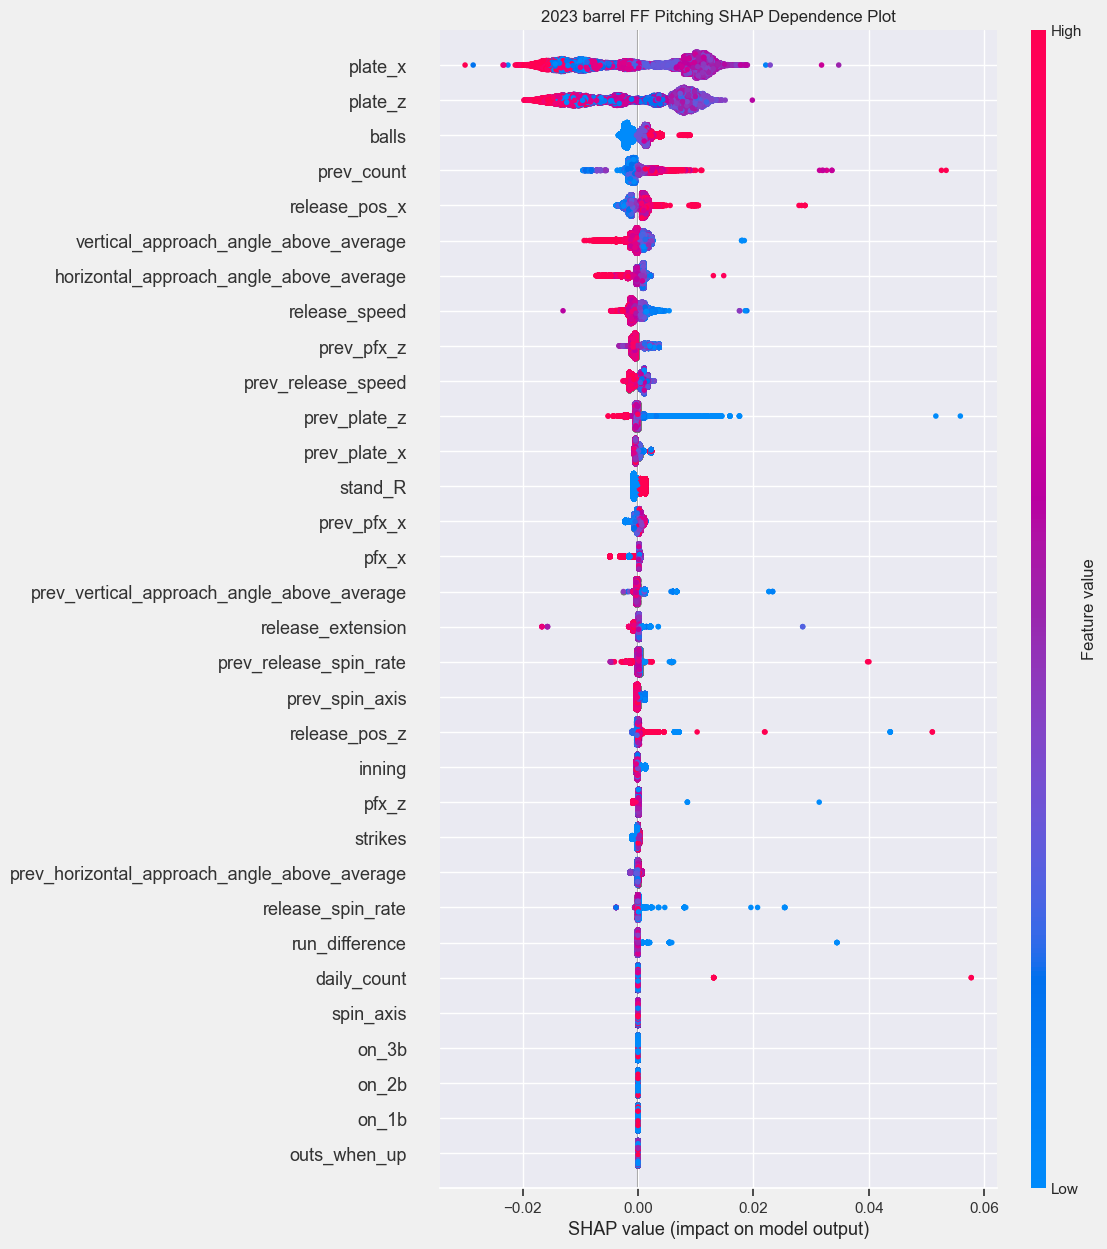 2023 barrel FF Pitching SHAP Dependence Plot
High
plate_x
plate_z
balls
prev_count
release_pos_x
vertical_approach_angle_above_average
horizontal_approach_angle_above_average
release_speed
prev_pfx_z
prev_release_speed
prev_plate_z
prev_plate_x
stand_R
prev_pfx_x
pfx_x
prev_vertical_approach_angle_above_average
release_extension
prev_release_spin_rate
prev_spin_axis
release_pos_z
inning
pfx_z
strikes
prev_horizontal_approach_angle_above_average
release_spin_rate
run_difference
daily_count
spin_axis
on_3b
on_2b
on_1b
outs_when_up
Feature value
Low
−0.02 0.00 0.02 0.04 0.06
SHAP value (impact on model output)